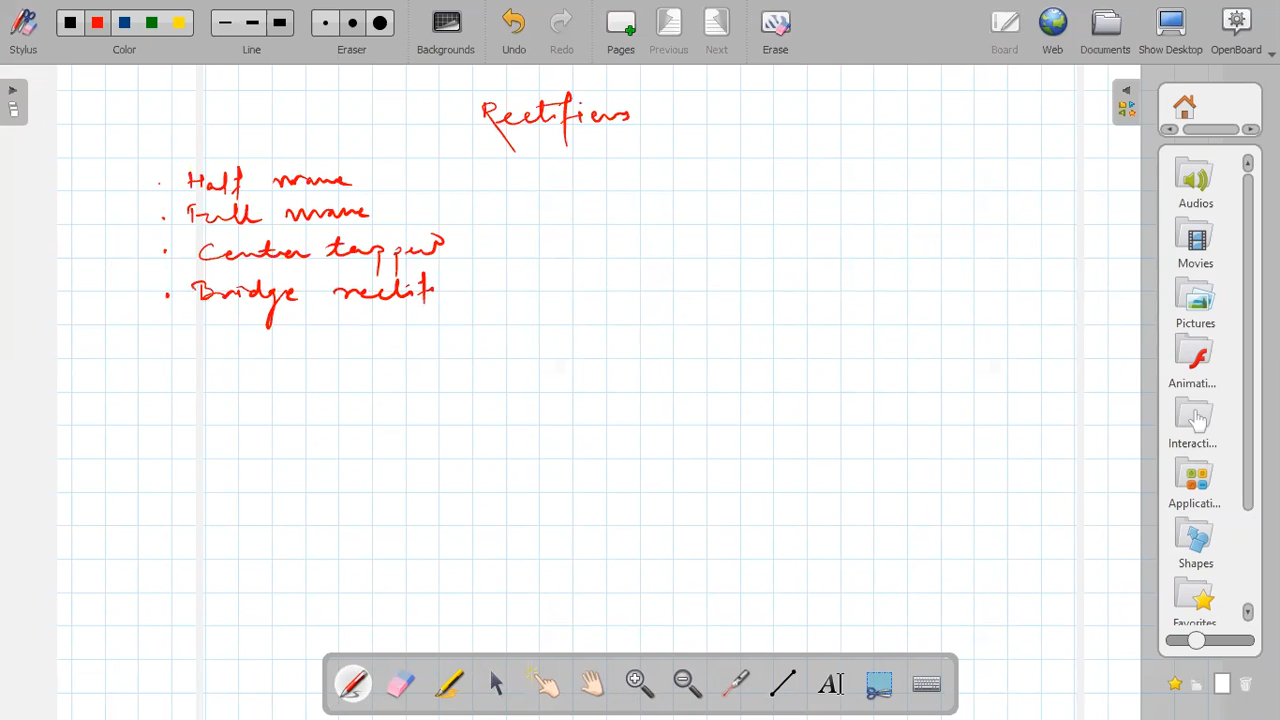 Stylus Color Line Eraser Backgrounds Undo Redo Pages Previous Next Erase Board Web Documents Show Desktop OpenBoard
Rectifiers
. Half wave
. Full wave
. Center tapped
. Bridge rectif
Audios
Movies
Pictures
Animati...
Interacti...
Applicati...
Shapes
Favorites